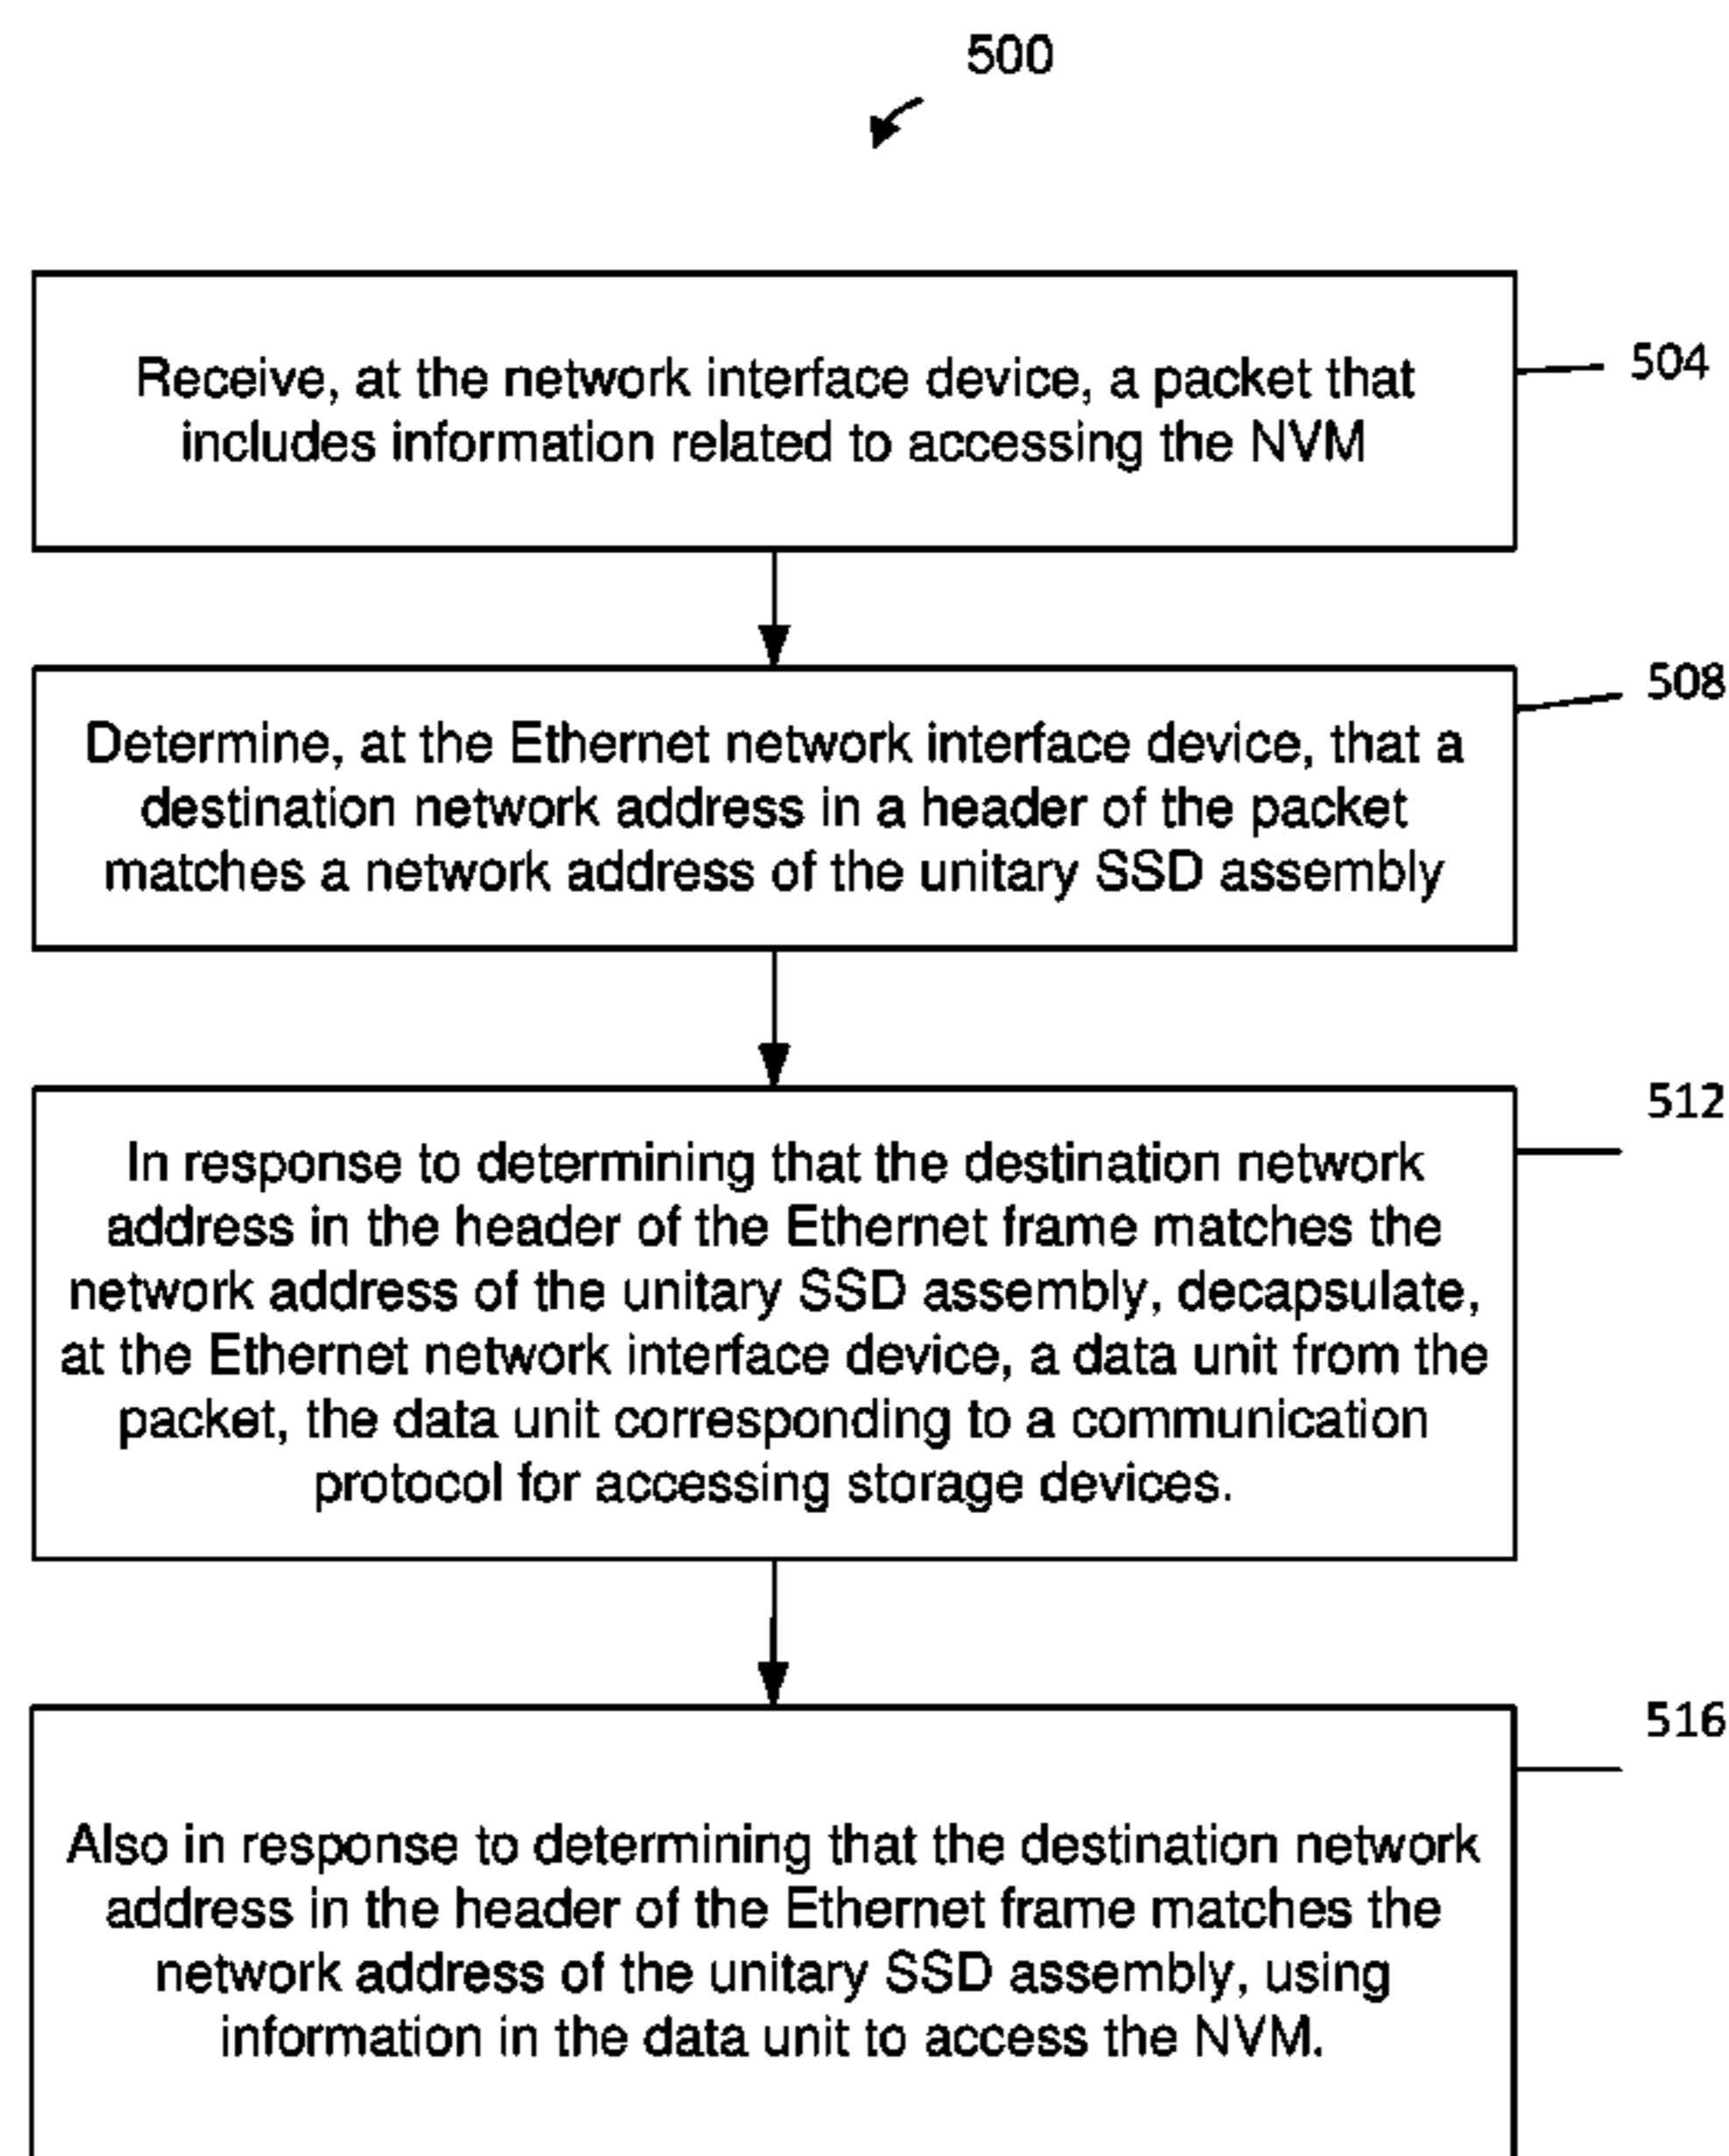 500
Receive, at the network interface device, a packet that
includes information related to accessing the NVM
504
Determine, at the Ethernet network interface device, that a
destination network address in a header of the packet
matches a network address of the unitary SSD assembly
508
In response to determining that the destination network
address in the header of the Ethernet frame matches the
network address of the unitary SSD assembly, decapsulate,
at the Ethernet network interface device, a data unit from the
packet, the data unit corresponding to a communication
protocol for accessing storage devices.
512
Also in response to determining that the destination network
address in the header of the Ethernet frame matches the
network address of the unitary SSD assembly, using
information in the data unit to access the NVM.
516